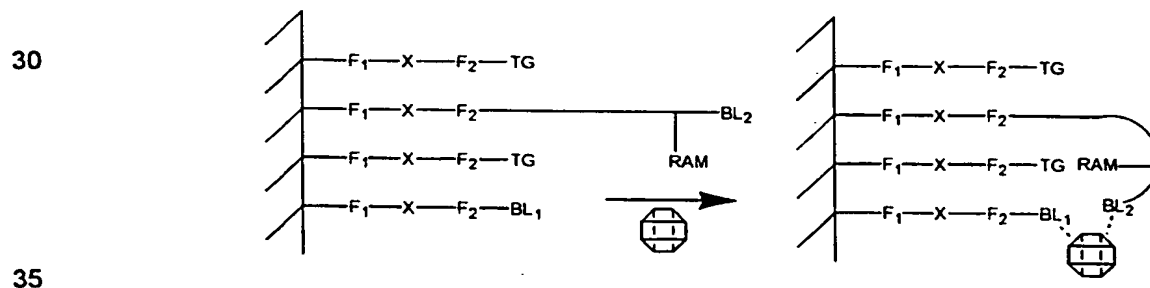 30
F₁—X—F₂—TG
F₁—X—F₂ BL₂
RAM
F₁—X—F₂—TG
F₁—X—F₂—BL₁
F₁—X—F₂—TG
F₁—X—F₂
F₁—X—F₂—TG RAM
F₁—X—F₂—BL₁ BL₂
35